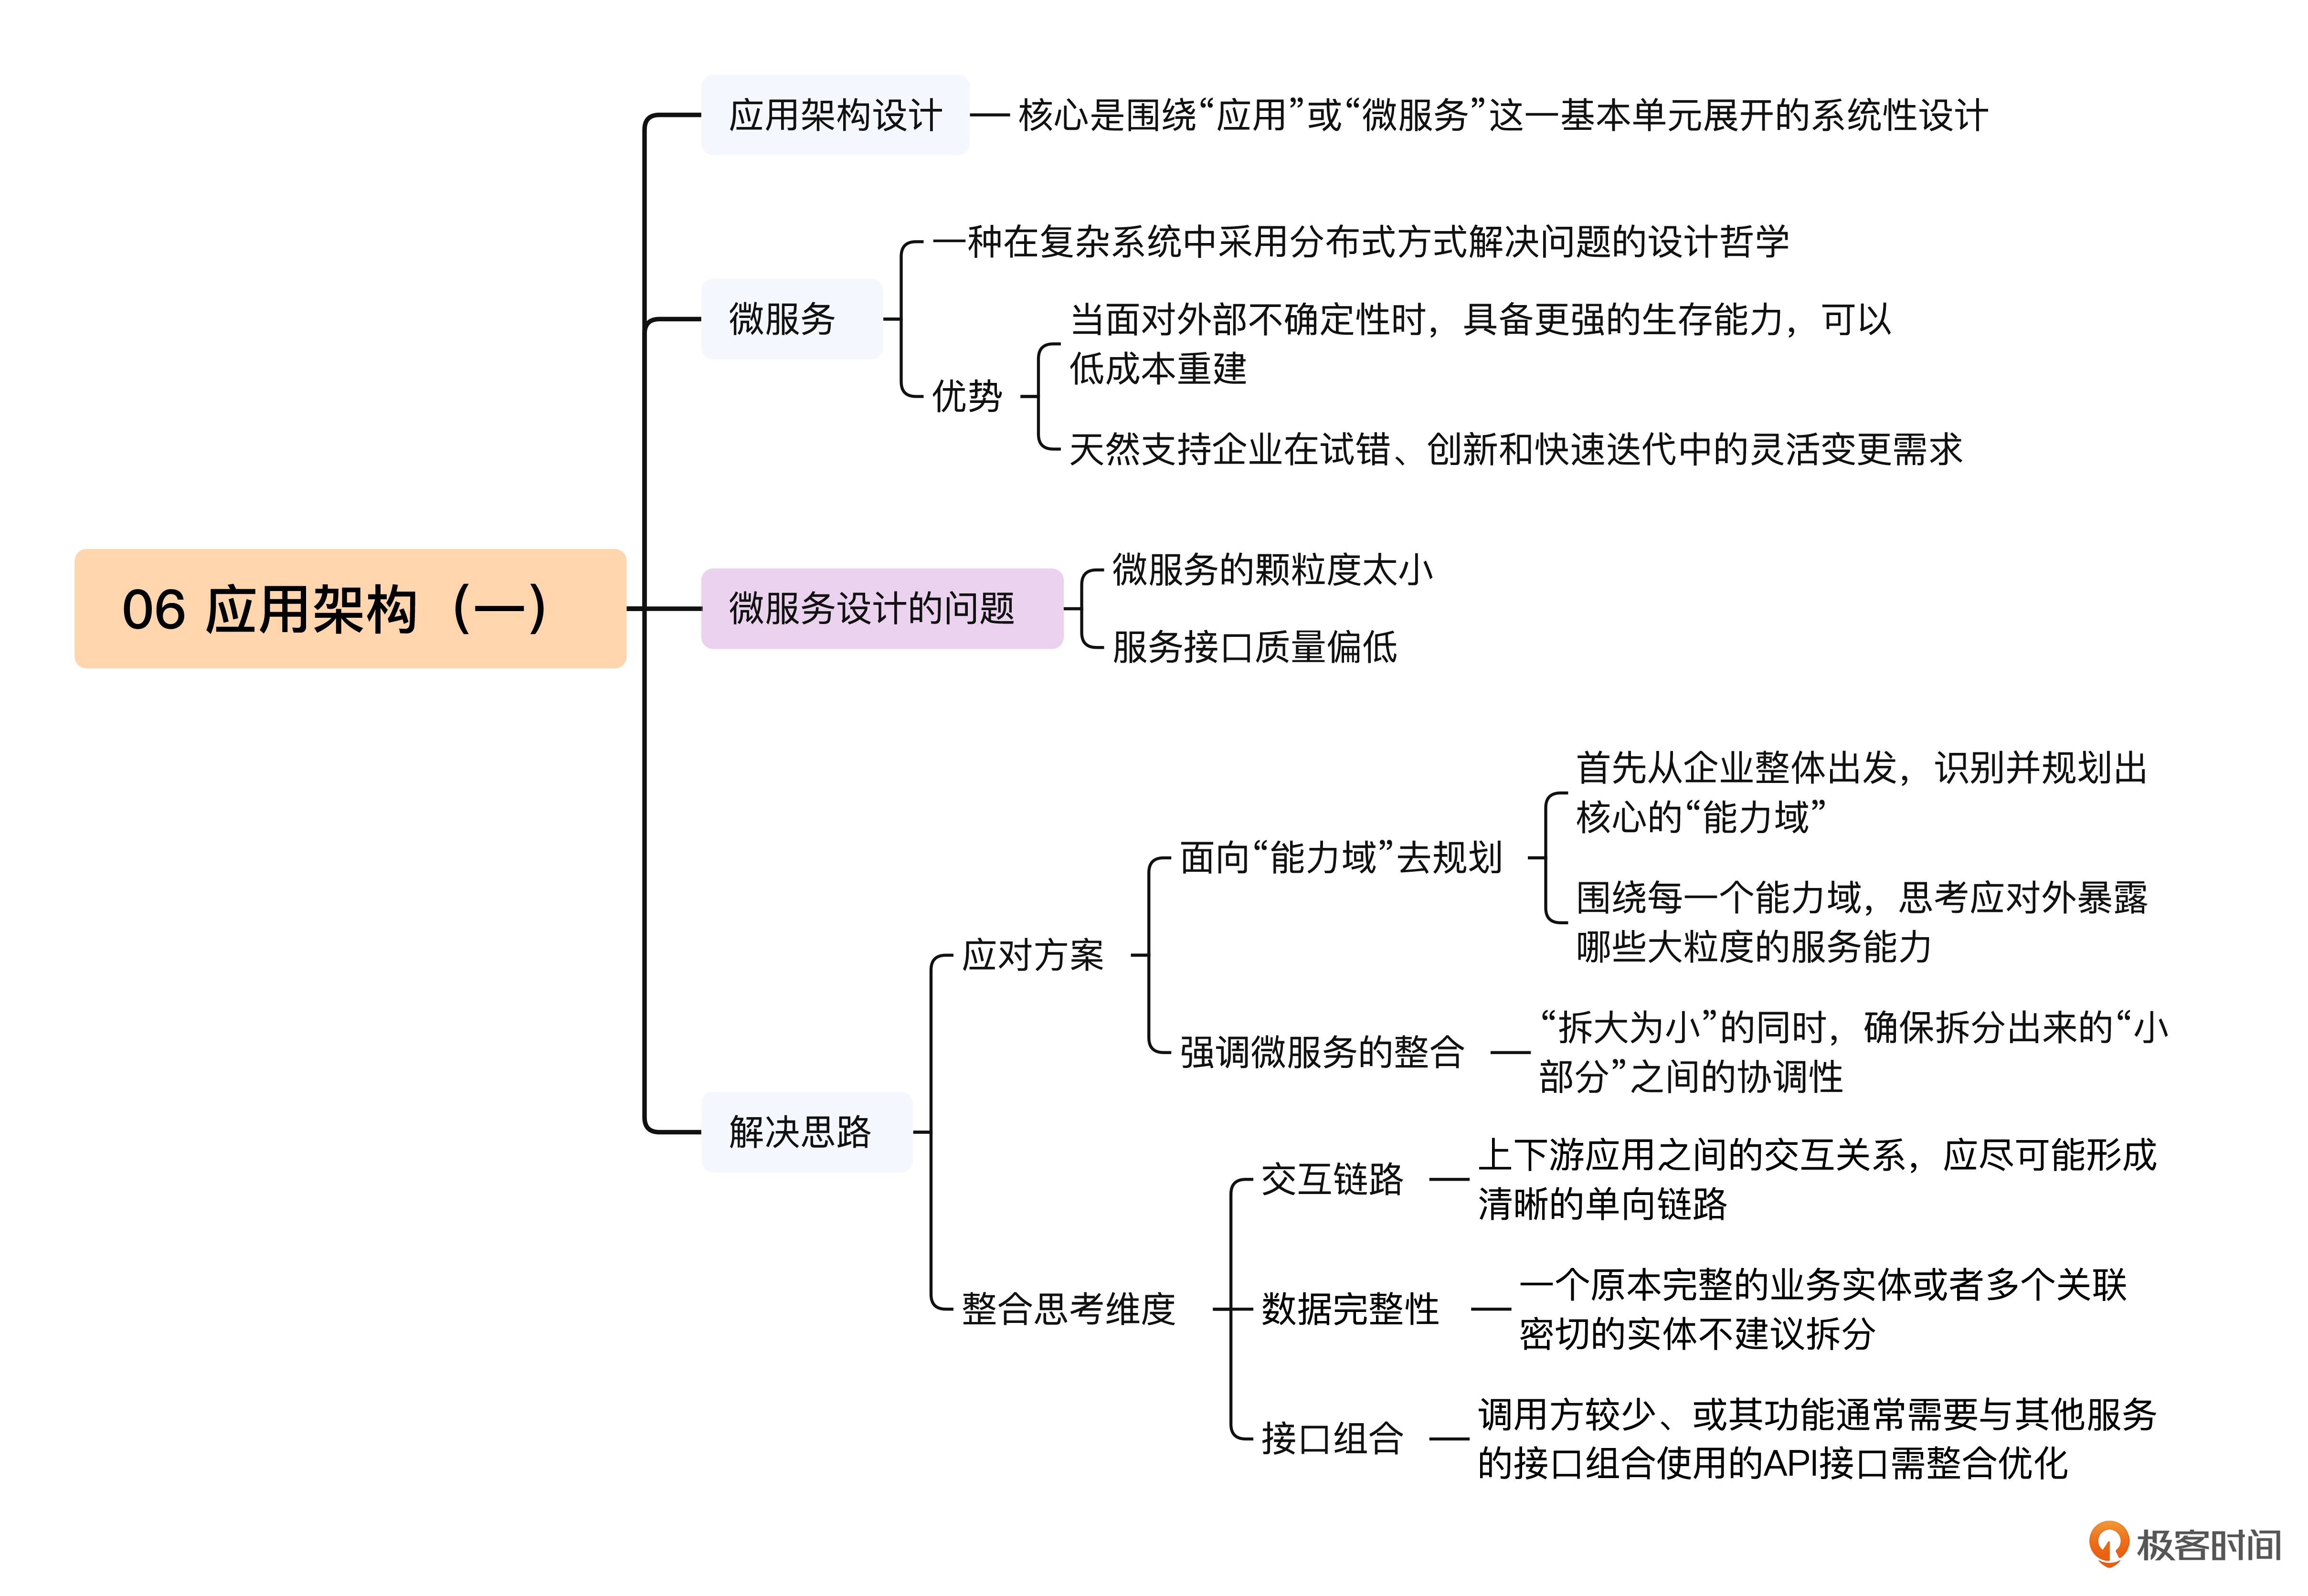 应用架构设计
核心是围绕“应用”或“微服务”这一基本单元展开的系统性设计
一种在复杂系统中采用分布式方式解决问题的设计哲学
微服务
当面对外部不确定性时，具备更强的生存能力，可以
低成本重建
优势
天然支持企业在试错、创新和快速迭代中的灵活变更需求
06 应用架构（一）
微服务设计的问题
微服务的颗粒度太小
服务接口质量偏低
首先从企业整体出发，识别并规划出
核心的“能力域”
面向“能力域”去规划
围绕每一个能力域，思考应对外暴露
哪些大粒度的服务能力
应对方案
强调微服务的整合
“拆大为小”的同时，确保拆分出来的“小
部分”之间的协调性
解决思路
交互链路
上下游应用之间的交互关系，应尽可能形成
清晰的单向链路
整合思考维度
数据完整性
一个原本完整的业务实体或者多个关联
密切的实体不建议拆分
接口组合
调用方较少、或其功能通常需要与其他服务
的接口组合使用的API接口需整合优化
极客时间